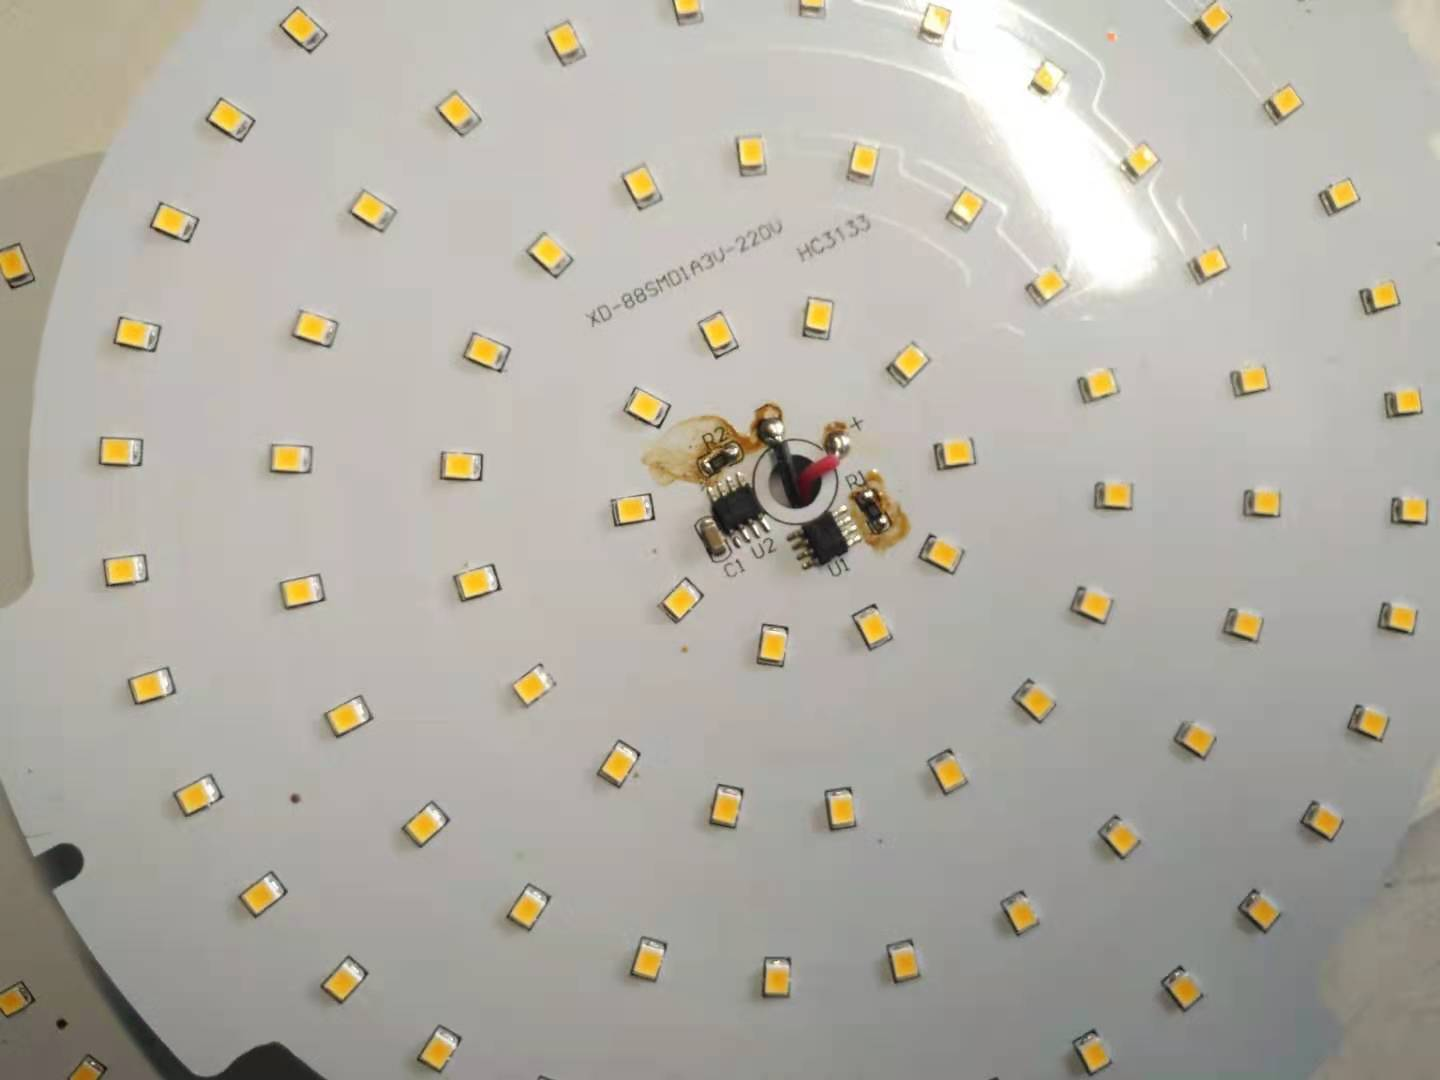 XD-88SMD1A3V-220V
HC3133
R2
+
R1
C1
U2
U1